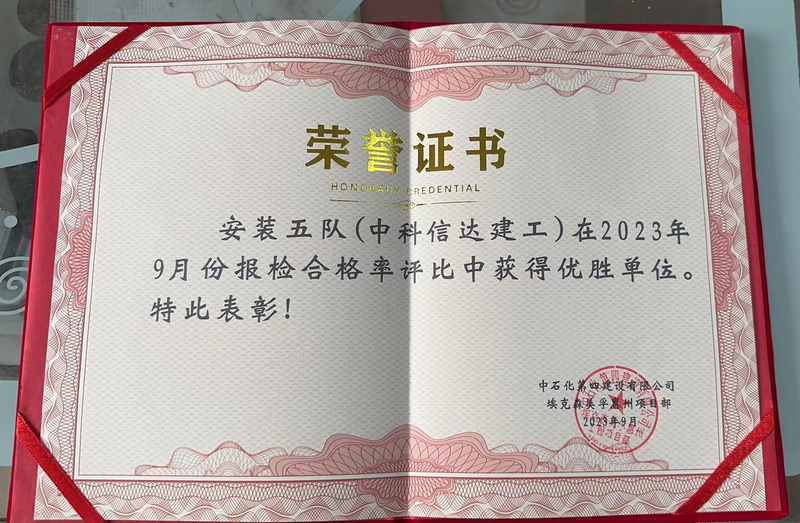 荣誉证书
HONORARY CREDENTIAL
安装五队(中科信达建工)在2023年
9月份报检合格率评比中获得优胜单位。
特此表彰!
中石化第四建设有限公司
埃克森美孚惠州项目部
2023年9月